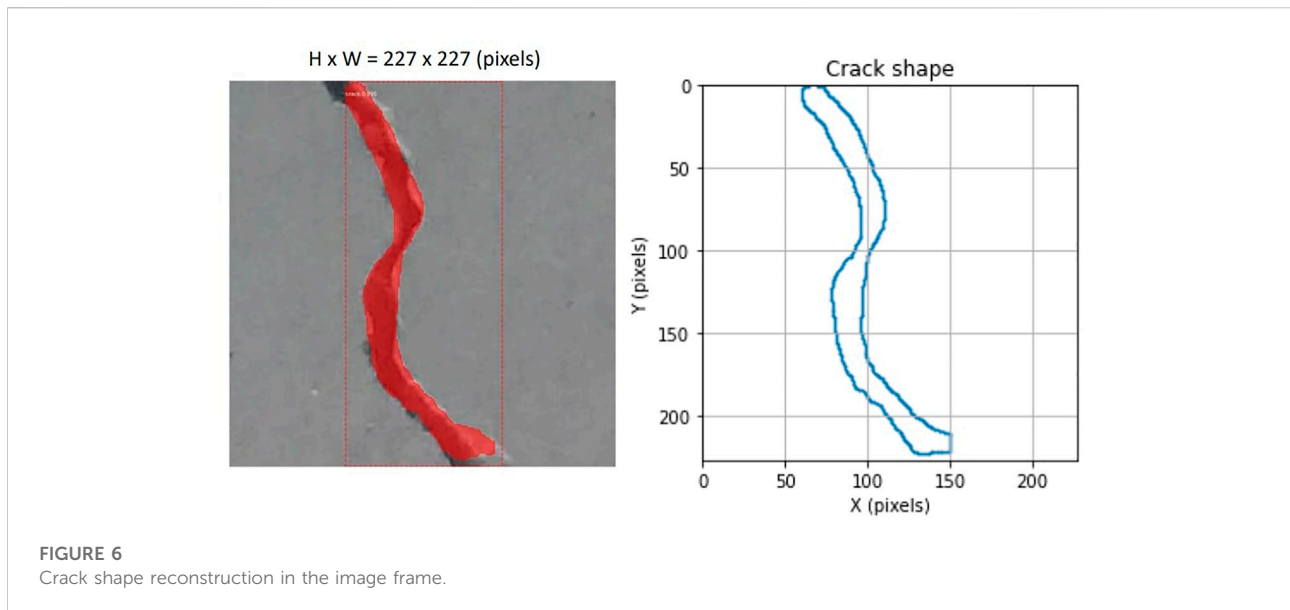 H x W = 227 x 227 (pixels)
Crack shape
0
50
100
150
200
Y (pixels)
0 50 100 150 200
X (pixels)
FIGURE 6
Crack shape reconstruction in the image frame.